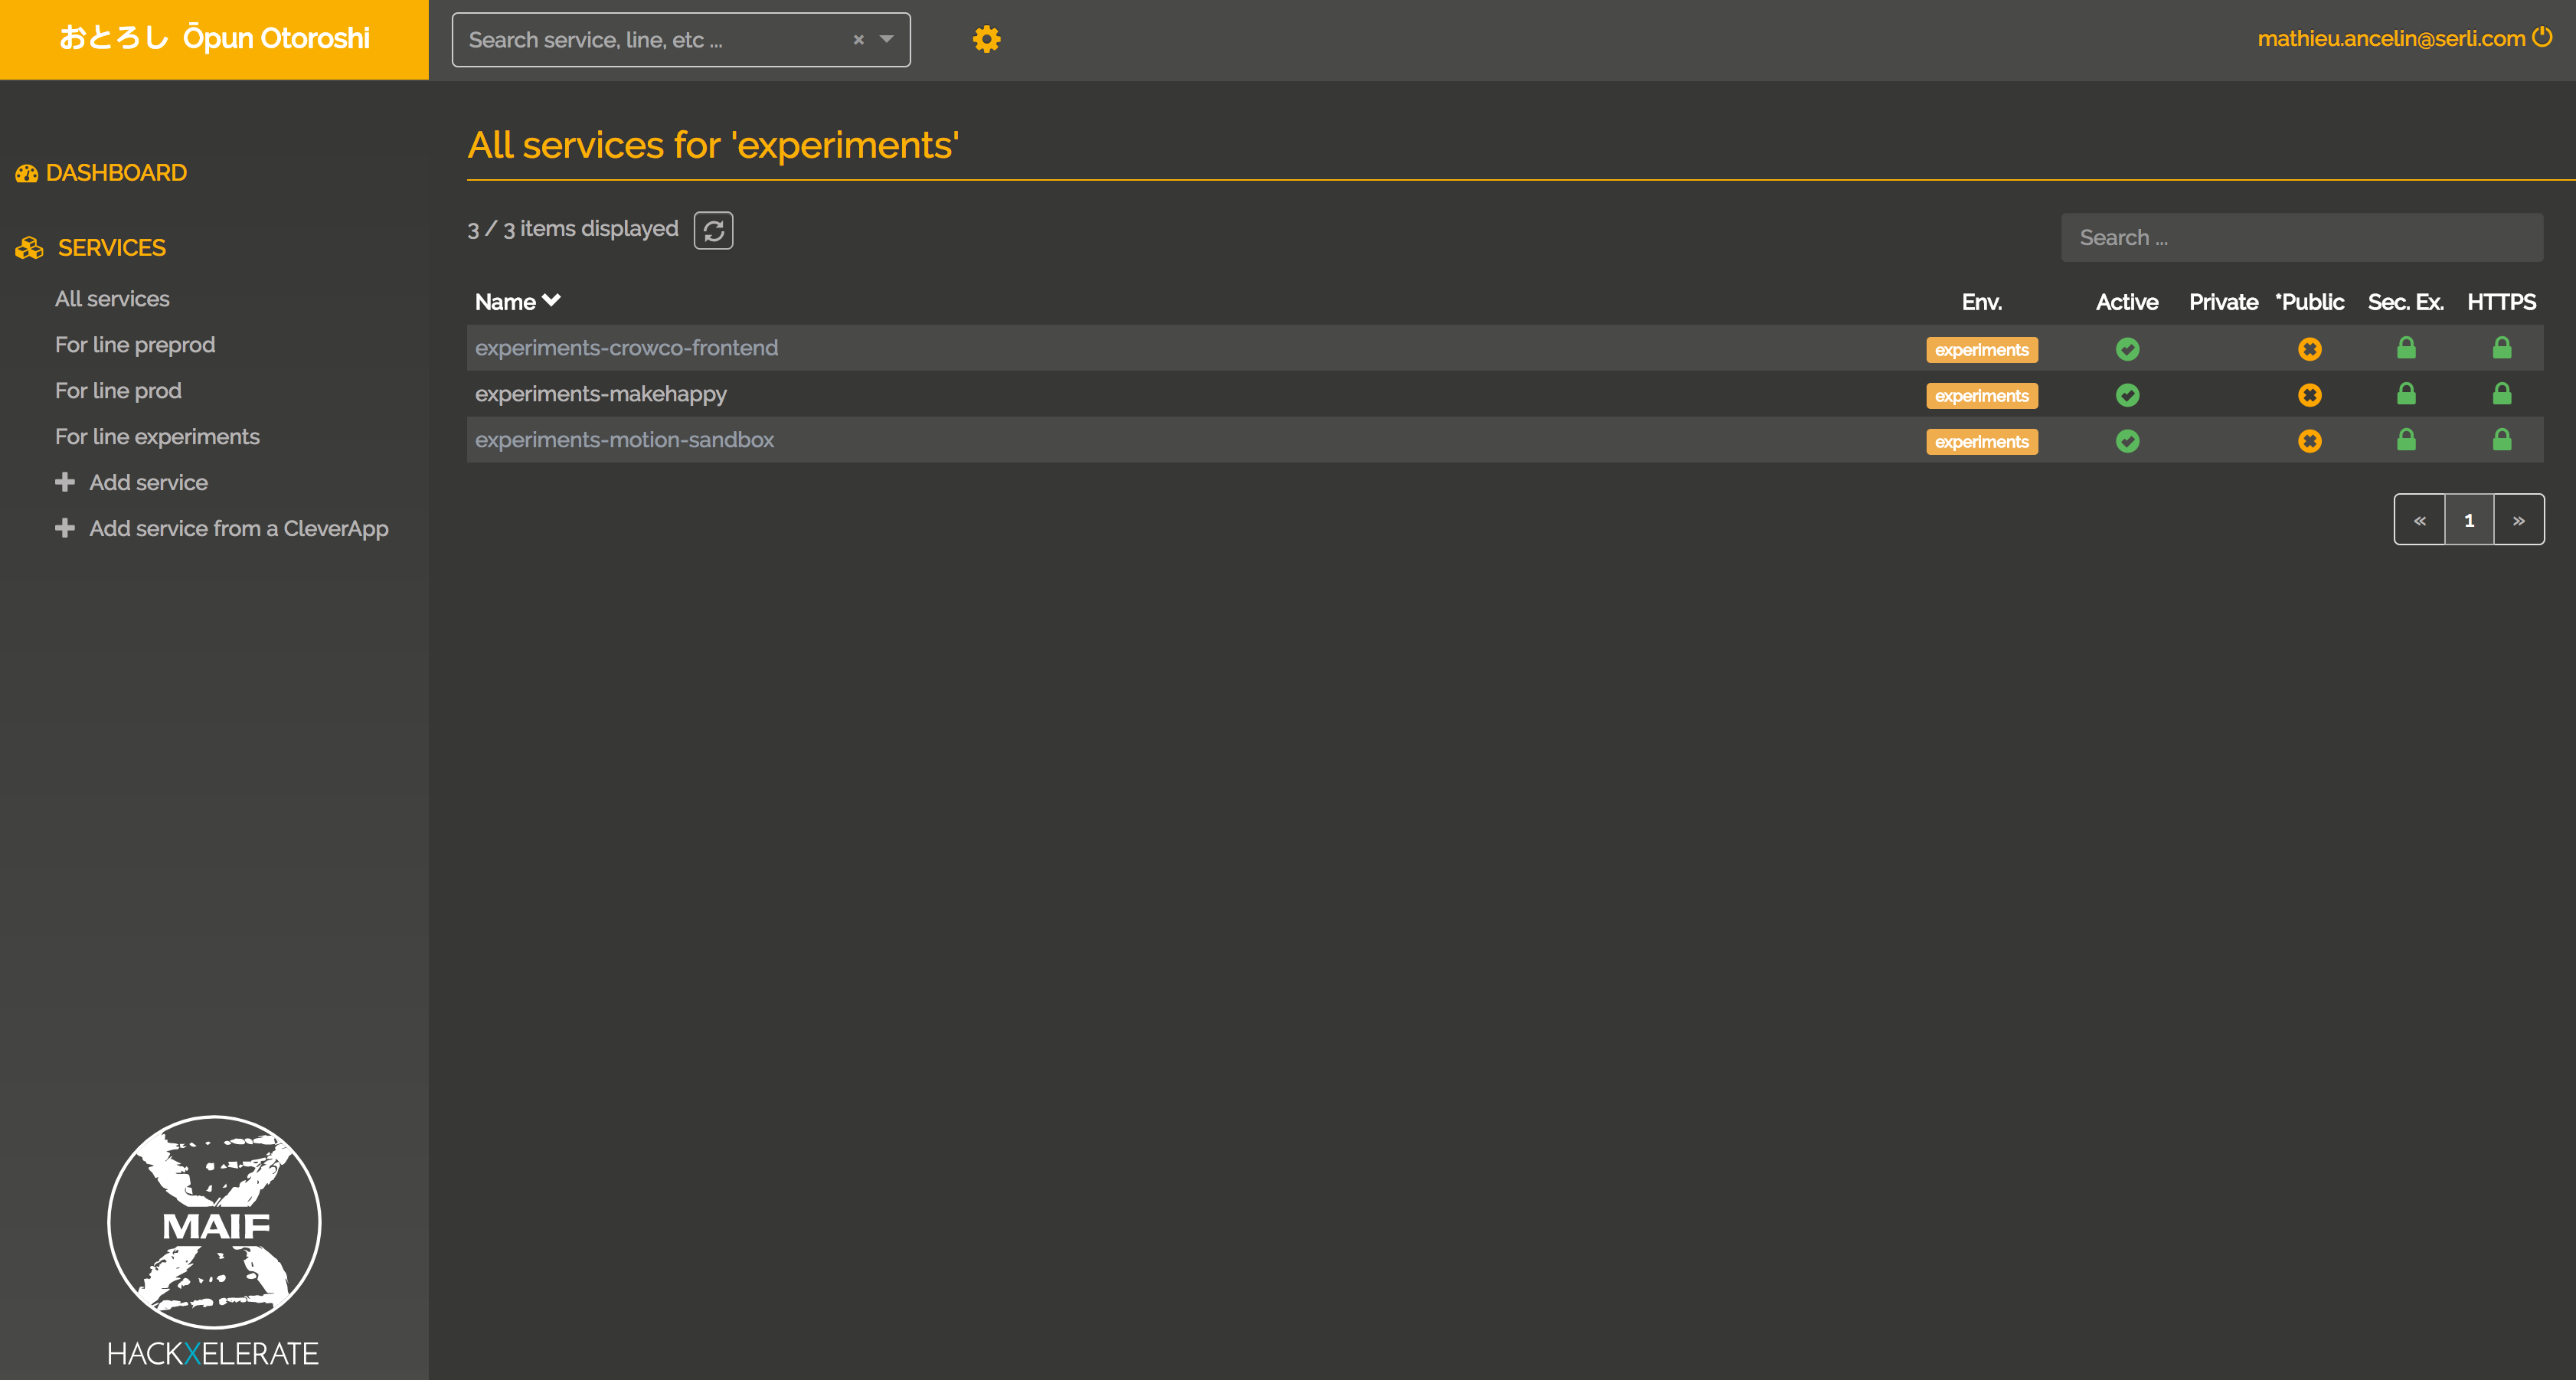 おとろし Ōpun Otoroshi
Search service, line, etc ...
mathieu.ancelin@serli.com
DASHBOARD
SERVICES
All services
For line preprod
For line prod
For line experiments
Add service
Add service from a CleverApp
All services for 'experiments'
3 / 3 items displayed
Search ...
Name Env. Active Private *Public Sec. Ex. HTTPS
experiments-crowco-frontend experiments
experiments-makehappy experiments
experiments-motion-sandbox experiments
« 1 »
MAIF
HACKXELERATE